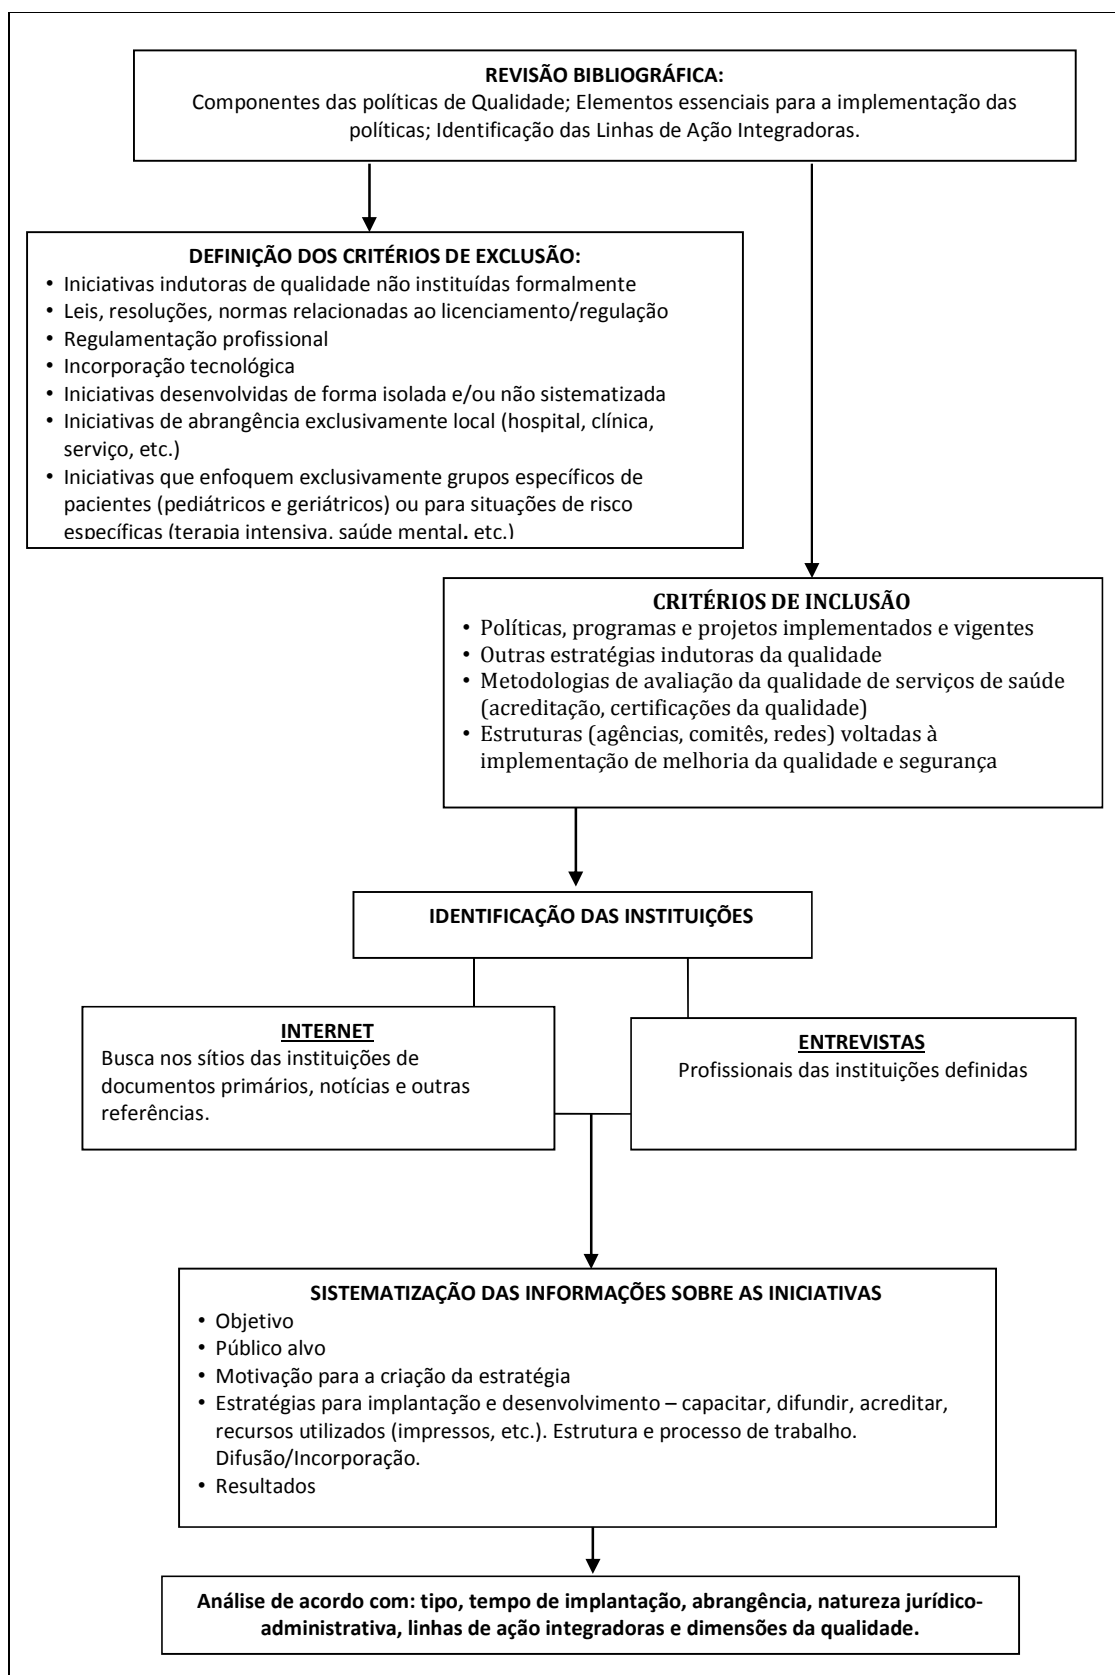 REVISÃO BIBLIOGRÁFICA:
Componentes das políticas de Qualidade; Elementos essenciais para a implementação das
políticas; Identificação das Linhas de Ação Integradoras.
DEFINIÇÃO DOS CRITÉRIOS DE EXCLUSÃO:
• Iniciativas indutoras de qualidade não instituídas formalmente
• Leis, resoluções, normas relacionadas ao licenciamento/regulação
• Regulamentação profissional
• Incorporação tecnológica
• Iniciativas desenvolvidas de forma isolada e/ou não sistematizada
• Iniciativas de abrangência exclusivamente local (hospital, clínica,
serviço, etc.)
• Iniciativas que enfoquem exclusivamente grupos específicos de
pacientes (pediátricos e geriátricos) ou para situações de risco
específicas (terapia intensiva, saúde mental, etc.)
CRITÉRIOS DE INCLUSÃO
• Políticas, programas e projetos implementados e vigentes
• Outras estratégias indutoras da qualidade
• Metodologias de avaliação da qualidade de serviços de saúde
(acreditação, certificações da qualidade)
• Estruturas (agências, comitês, redes) voltadas à
implementação de melhoria da qualidade e segurança
IDENTIFICAÇÃO DAS INSTITUIÇÕES
INTERNET
Busca nos sítios das instituições de
documentos primários, notícias e outras
referências.
ENTREVISTAS
Profissionais das instituições definidas
SISTEMATIZAÇÃO DAS INFORMAÇÕES SOBRE AS INICIATIVAS
• Objetivo
• Público alvo
• Motivação para a criação da estratégia
• Estratégias para implantação e desenvolvimento – capacitar, difundir, acreditar,
recursos utilizados (impressos, etc.). Estrutura e processo de trabalho.
Difusão/Incorporação.
• Resultados
Análise de acordo com: tipo, tempo de implantação, abrangência, natureza jurídico-
administrativa, linhas de ação integradoras e dimensões da qualidade.